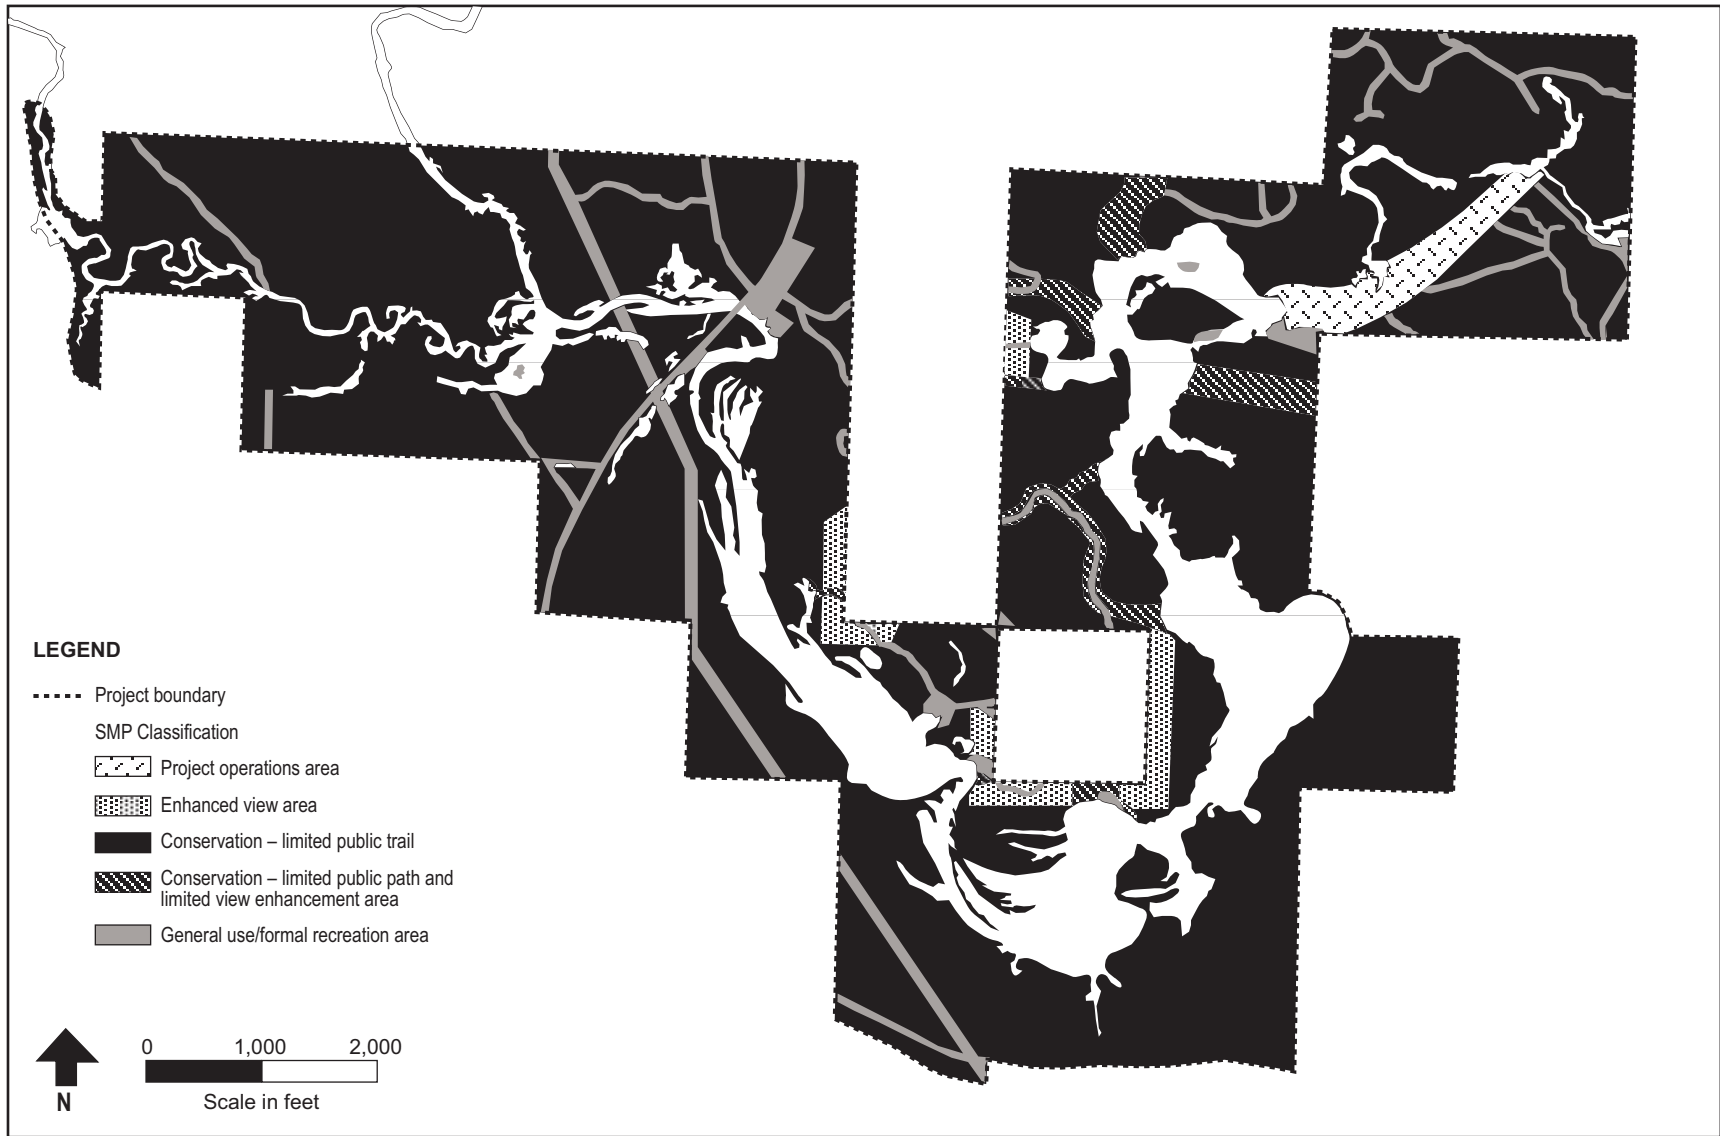 LEGEND
Project boundary
SMP Classification
Project operations area
Enhanced view area
Conservation – limited public trail
Conservation – limited public path and
limited view enhancement area
General use/formal recreation area
0 1,000 2,000
Scale in feet
N